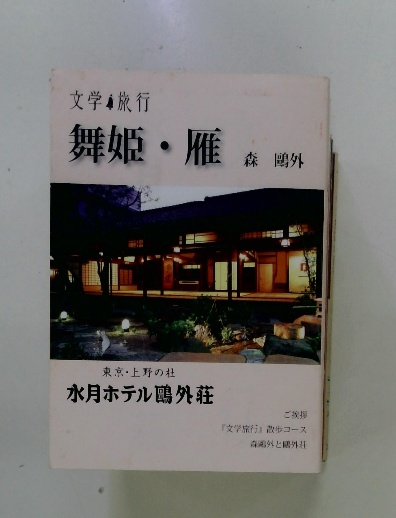 文学 旅行
舞姫・雁 森 鷗外
東京・上野の杜
水月ホテル鷗外荘
ご挨拶
『文学旅行』散歩コース
森鷗外と鷗外荘